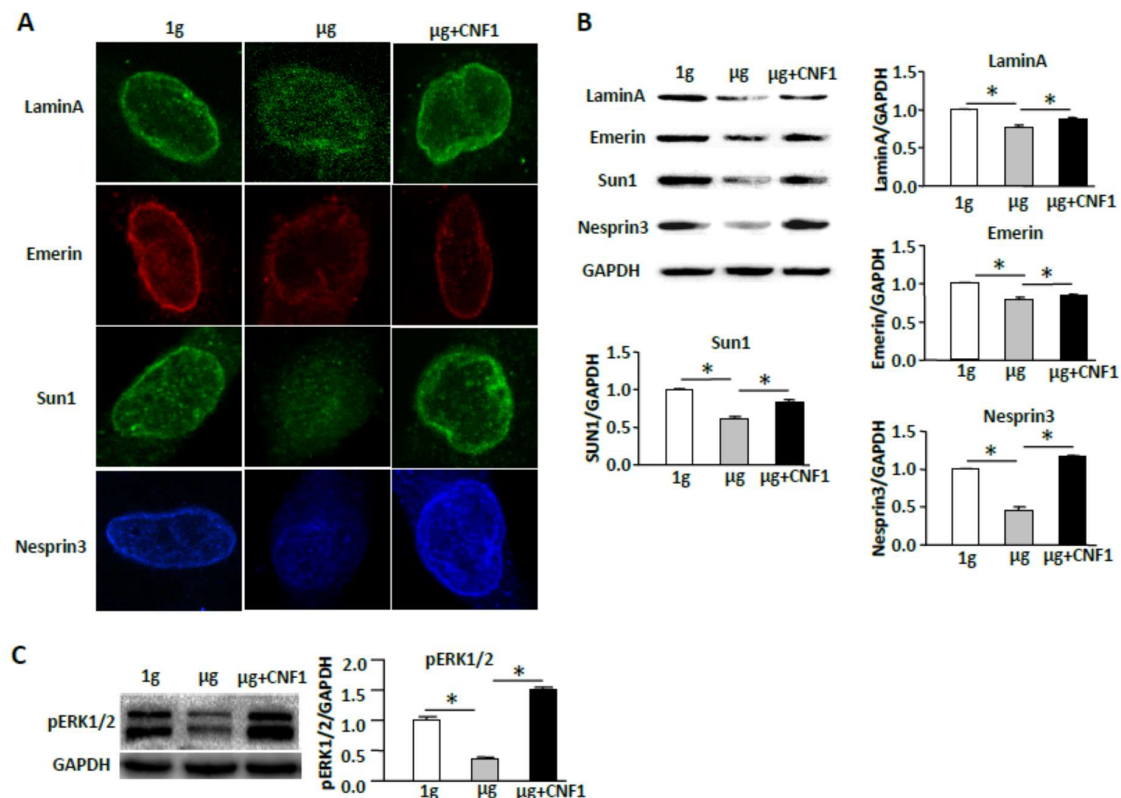 A
1g μg μg+CNF1
LaminA
Emerin
Sun1
Nesprin3
B
1g μg μg+CNF1
LaminA
Emerin
Sun1
Nesprin3
GAPDH
LaminA
LaminA/GAPDH
1.5
1.0
0.5
0.0
* *
1g μg μg+CNF1
Emerin
Emerin/GAPDH
1.5
1.0
0.5
0.0
* *
1g μg μg+CNF1
Sun1
SUN1/GAPDH
1.5
1.0
0.5
0.0
* *
1g μg μg+CNF1
Nesprin3
Nesprin3/GAPDH
1.5
1.0
0.5
0.0
* *
1g μg μg+CNF1
C
1g μg μg+CNF1
pERK1/2
GAPDH
pERK1/2
pERK1/2/GAPDH
2.0
1.5
1.0
0.5
0.0
* *
1g μg μg+CNF1